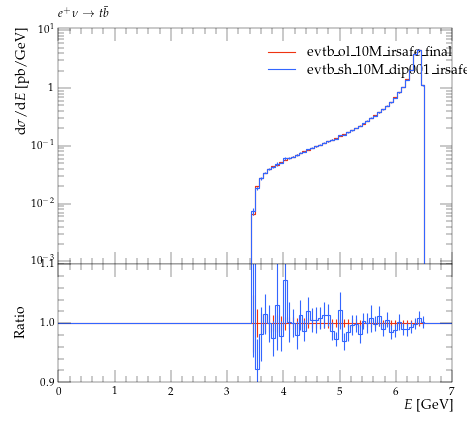 e⁺ν → tb̄
dσ/dE [pb/GeV]
10¹
1
10⁻¹
10⁻²
10⁻³
evtb_ol_10M_irsafe_final
evtb_sh_10M_dip001_irsafe
Ratio
1.1
1.0
0.9
0 1 2 3 4 5 6 7
E [GeV]